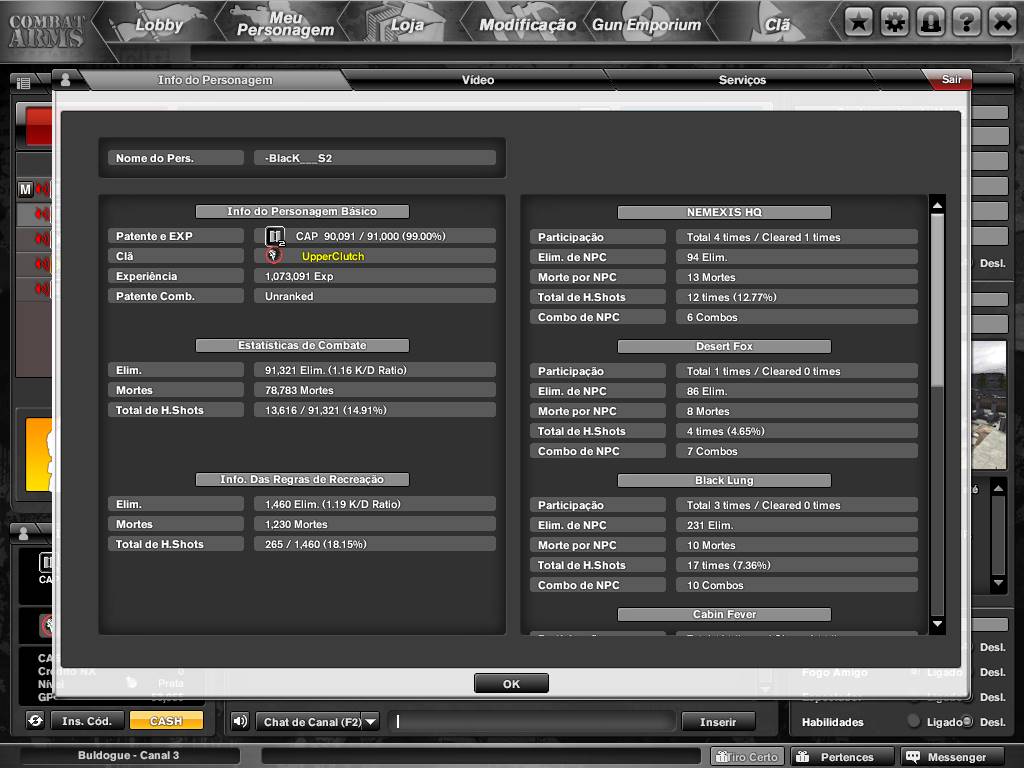 COMBAT ARMS
Lobby
Meu Personagem
Loja
Modificação
Gun Emporium
Clã
Info do Personagem
Vídeo
Serviços
Sair
Nome do Pers. -BlacK___S2
Info do Personagem Básico
Patente e EXP CAP 90,091 / 91,000 (99.00%)
Clã UpperClutch
Experiência 1,073,091 Exp
Patente Comb. Unranked
Estatísticas de Combate
Elim. 91,321 Elim. (1.16 K/D Ratio)
Mortes 78,783 Mortes
Total de H.Shots 13,616 / 91,321 (14.91%)
Info. Das Regras de Recreação
Elim. 1,460 Elim. (1.19 K/D Ratio)
Mortes 1,230 Mortes
Total de H.Shots 265 / 1,460 (18.15%)
NEMEXIS HQ
Participação Total 4 times / Cleared 1 times
Elim. de NPC 94 Elim.
Morte por NPC 13 Mortes
Total de H.Shots 12 times (12.77%)
Combo de NPC 6 Combos
Desert Fox
Participação Total 1 times / Cleared 0 times
Elim. de NPC 86 Elim.
Morte por NPC 8 Mortes
Total de H.Shots 4 times (4.65%)
Combo de NPC 7 Combos
Black Lung
Participação Total 3 times / Cleared 0 times
Elim. de NPC 231 Elim.
Morte por NPC 10 Mortes
Total de H.Shots 17 times (7.36%)
Combo de NPC 10 Combos
Cabin Fever
OK
M
Desl.
Desl.
Fogo Amigo Ligado Desl.
Ligado Desl.
Habilidades Ligado Desl.
Prata
Ins. Cód.
CASH
Chat de Canal (F2)
Inserir
Buldogue - Canal 3
Tiro Certo
Pertences
Messenger